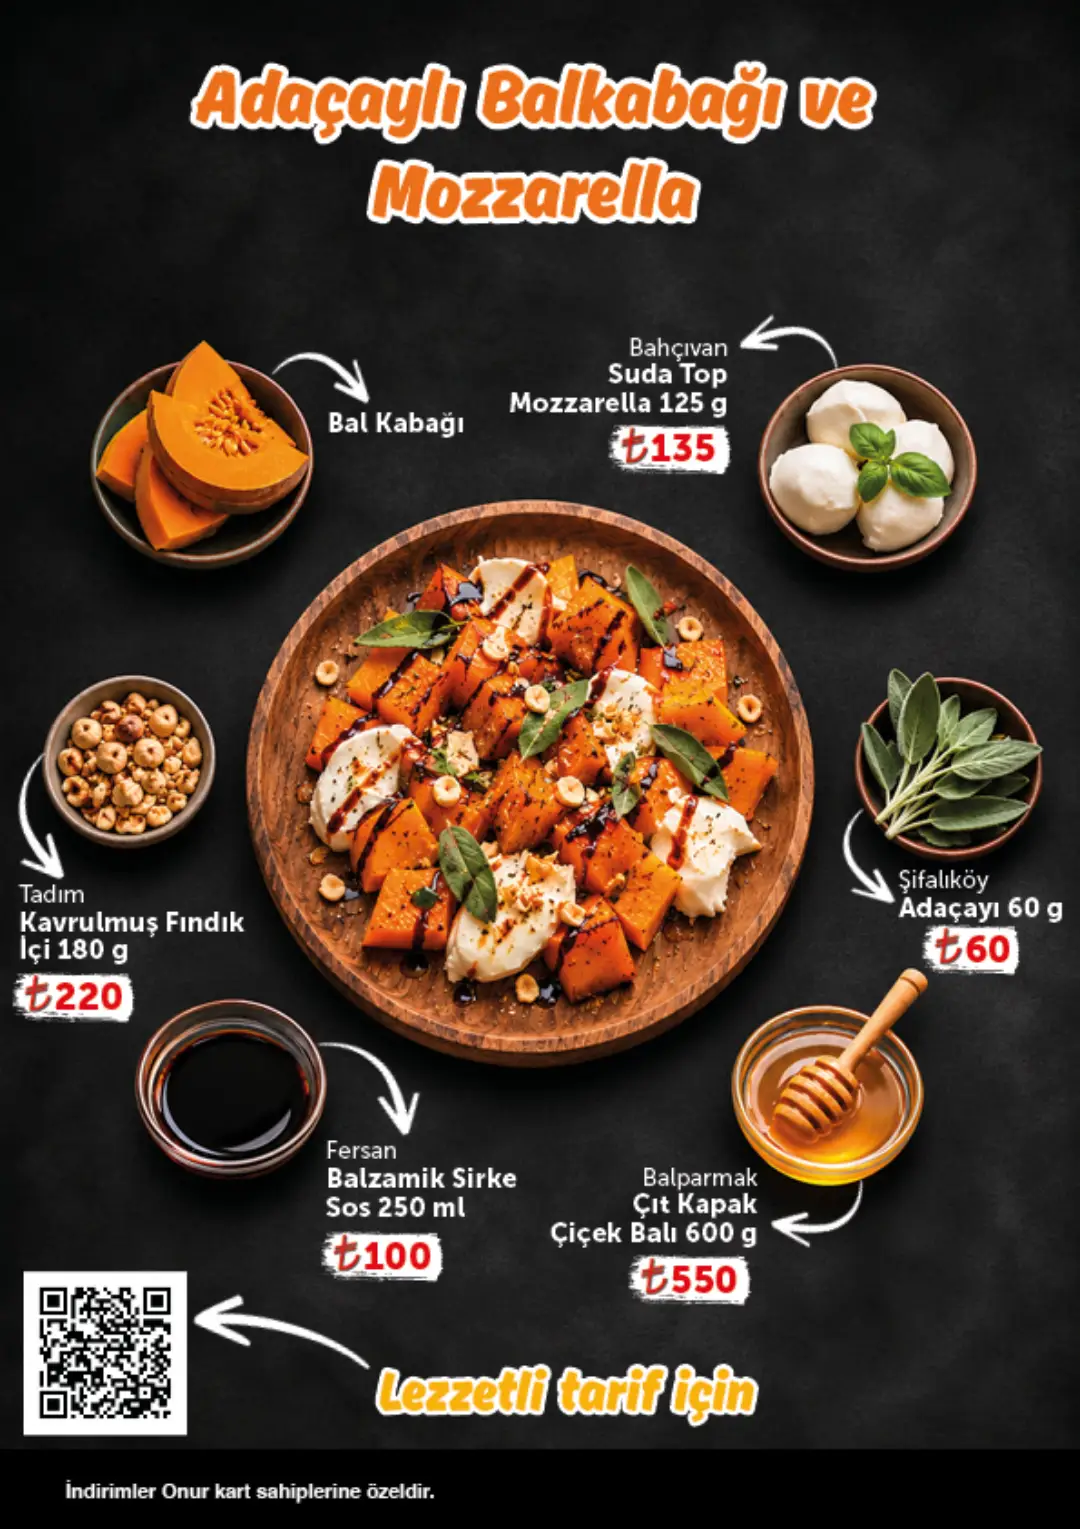 Adaçaylı Balkabağı ve
Mozzarella
Bal Kabağı
Bahçıvan
Suda Top
Mozzarella 125 g
₺135
Tadım
Kavrulmuş Fındık
İçi 180 g
₺220
Şifalıköy
Adaçayı 60 g
₺60
Fersan
Balzamik Sirke
Sos 250 ml
₺100
Balparmak
Çıt Kapak
Çiçek Balı 600 g
₺550
Lezzetli tarif için
İndirimler Onur kart sahiplerine özeldir.